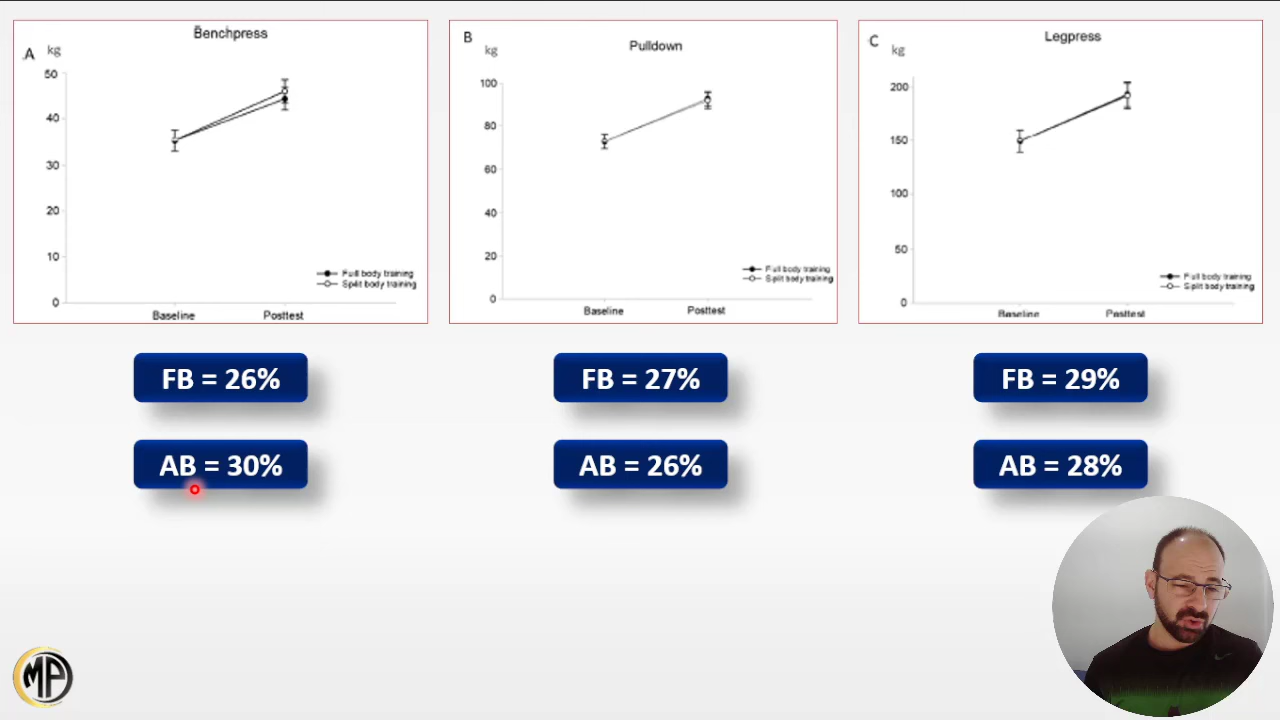 Benchpress
A
kg
50
40
30
20
10
0
Full body training
Split body training
Baseline
Posttest
B
Pulldown
kg
100
80
60
40
20
0
Full body training
Split body training
Baseline
Posttest
C
Legpress
kg
200
150
100
50
0
Full body training
Split body training
Baseline
Posttest
FB = 26%
FB = 27%
FB = 29%
AB = 30%
AB = 26%
AB = 28%
MP